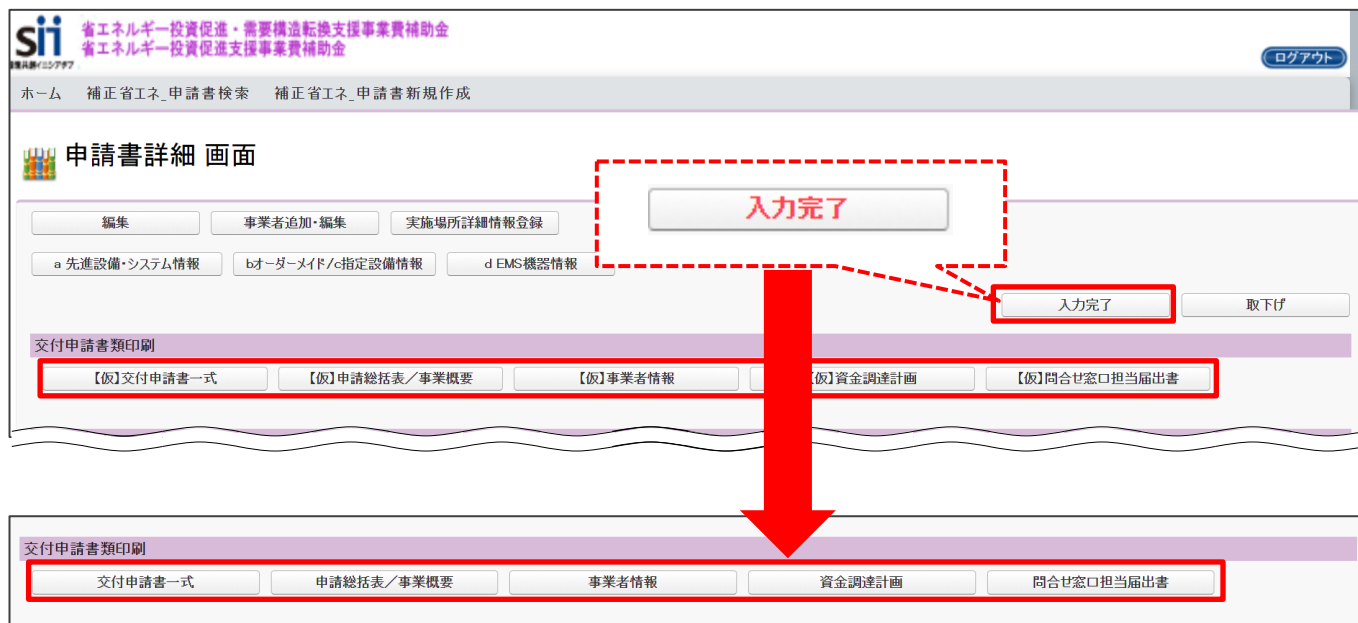 sii 省エネルギー投資促進・需要構造転換支援事業費補助金
省エネルギー投資促進支援事業費補助金
ログアウト
ホーム 補正省エネ_申請書検索 補正省エネ_申請書新規作成
申請書詳細 画面
入力完了
編集 事業者追加・編集 実施場所詳細情報登録
a 先進設備・システム情報 bオーダーメイド/c指定設備情報 d EMS機器情報
入力完了 取下げ
交付申請書類印刷
【仮】交付申請書一式 【仮】申請総括表／事業概要 【仮】事業者情報 仮】資金調達計画 【仮】問合せ窓口担当届出書
交付申請書類印刷
交付申請書一式 申請総括表／事業概要 事業者情報 資金調達計画 問合せ窓口担当届出書